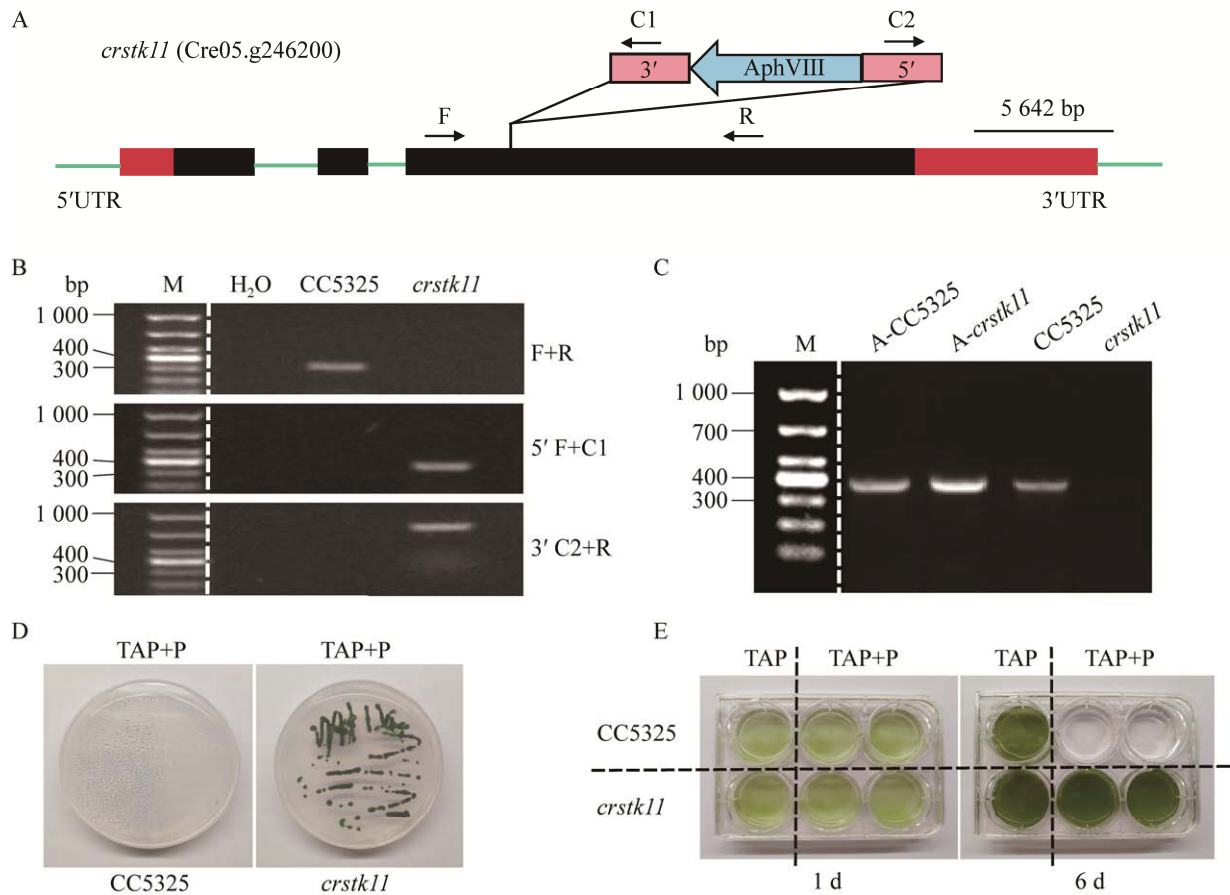 A
crstk11 (Cre05.g246200)
C1 C2
3′ AphVIII 5′
F R
5 642 bp
5′UTR 3′UTR
B
bp M H₂O CC5325 crstk11
1 000
400
300
F+R
1 000
400
300
5′ F+C1
1 000
400
300
3′ C2+R
C
bp M A-CC5325 A-crstk11 CC5325 crstk11
1 000
700
400
300
D
TAP+P TAP+P
CC5325 crstk11
E
TAP TAP+P TAP TAP+P
CC5325
crstk11
1 d 6 d